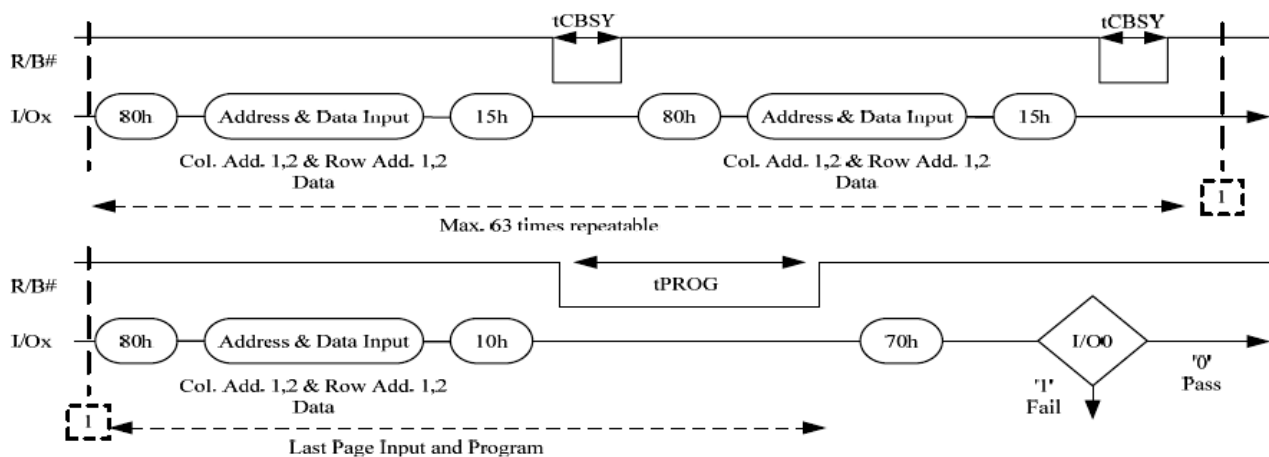 tCBSY tCBSY
R/B#
I/Ox 80h Address & Data Input 15h 80h Address & Data Input 15h
Col. Add. 1,2 & Row Add. 1,2 Col. Add. 1,2 & Row Add. 1,2
Data Data
1
Max. 63 times repeatable
R/B# tPROG
I/Ox 80h Address & Data Input 10h 70h I/O0
Col. Add. 1,2 & Row Add. 1,2 '1' '0'
Data Fail Pass
1
Last Page Input and Program